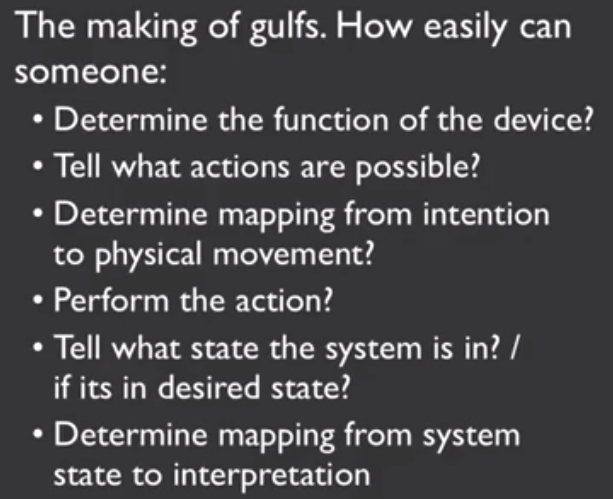 The making of gulfs. How easily can
someone:
• Determine the function of the device?
• Tell what actions are possible?
• Determine mapping from intention
to physical movement?
• Perform the action?
• Tell what state the system is in? /
if its in desired state?
• Determine mapping from system
state to interpretation